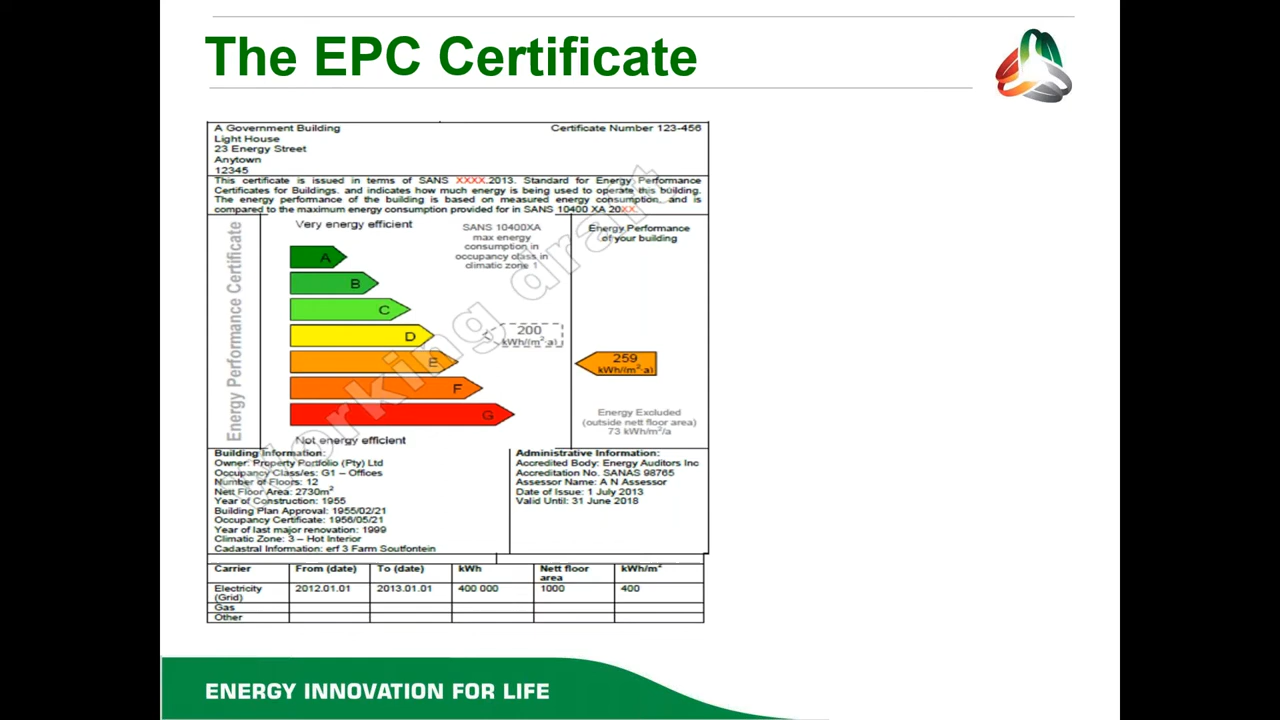 The EPC Certificate
A Government Building
Certificate Number 123-456
Light House
23 Energy Street
Anytown
12345
This certificate is issued in terms of SANS XXXX.2013. Standard for Energy Performance
Certificates for Buildings. and indicates how much energy is being used to operate this building.
The energy performance of the building is based on measured energy consumption, and is
compared to the maximum energy consumption provided for in SANS 10400 XA 20XX.
Energy Performance Certificate
Very energy efficient
A
B
C
D
E
F
G
Not energy efficient
SANS 10400XA
max energy
consumption in
occupancy class in
climatic zone 1
200
kWh/(m²·a)
Energy Performance
of your building
259
kWh/(m²·a)
Energy Excluded
(outside nett floor area)
73 kWh/m²/a
Working draft
Building Information:
Owner: Property Portfolio (Pty) Ltd
Occupancy Class/es: G1 – Offices
Number of Floors: 12
Nett Floor Area: 2730m²
Year of Construction: 1955
Building Plan Approval: 1955/02/21
Occupancy Certificate: 1956/05/21
Year of last major renovation: 1999
Climatic Zone: 3 – Hot Interior
Cadastral Information: erf 3 Farm Soutfontein
Administrative Information:
Accredited Body: Energy Auditors Inc
Accreditation No. SANAS 98765
Assessor Name: A N Assessor
Date of Issue: 1 July 2013
Valid Until: 31 June 2018
Carrier From (date) To (date) kWh Nett floor area kWh/m²
Electricity (Grid) 2012.01.01 2013.01.01 400 000 1000 400
Gas
Other
ENERGY INNOVATION FOR LIFE